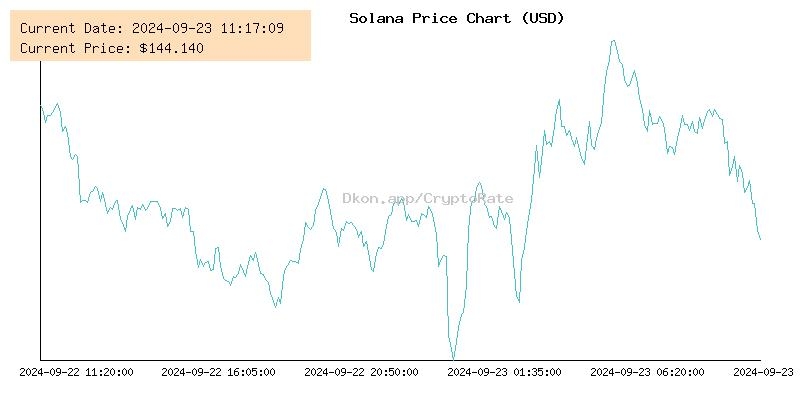 Solana Price Chart (USD)
Current Date: 2024-09-23 11:17:09
Current Price: $144.140
Dkon.app/CryptoRate
2024-09-22 11:20:00 2024-09-22 16:05:00 2024-09-22 20:50:00 2024-09-23 01:35:00 2024-09-23 06:20:00 2024-09-23